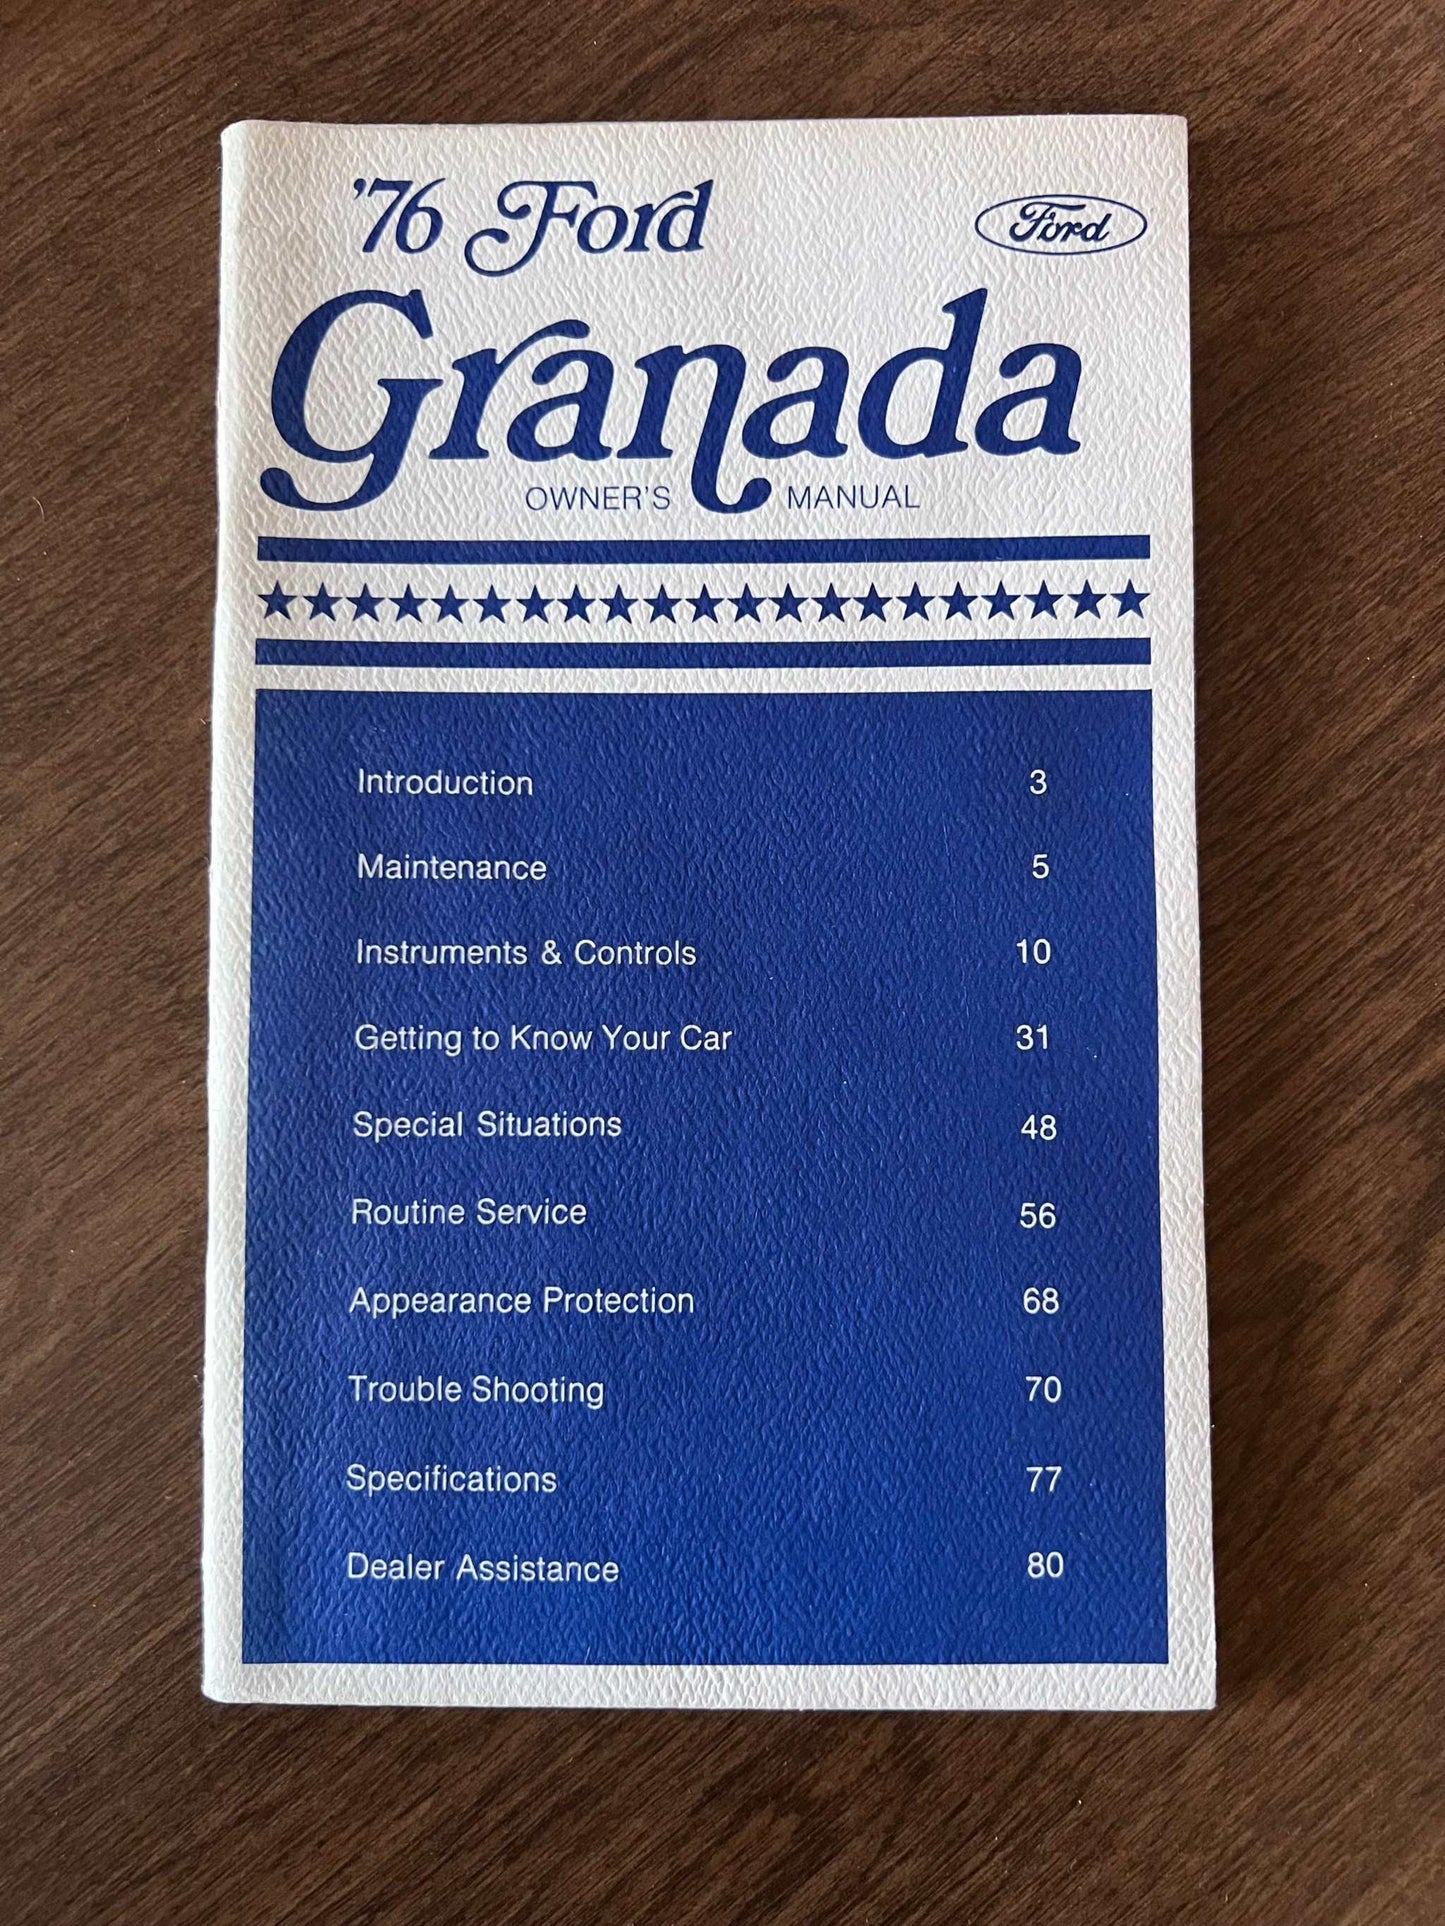 '76 Ford
Ford
Granada
OWNER'S MANUAL
Introduction 3
Maintenance 5
Instruments & Controls 10
Getting to Know Your Car 31
Special Situations 48
Routine Service 56
Appearance Protection 68
Trouble Shooting 70
Specifications 77
Dealer Assistance 80